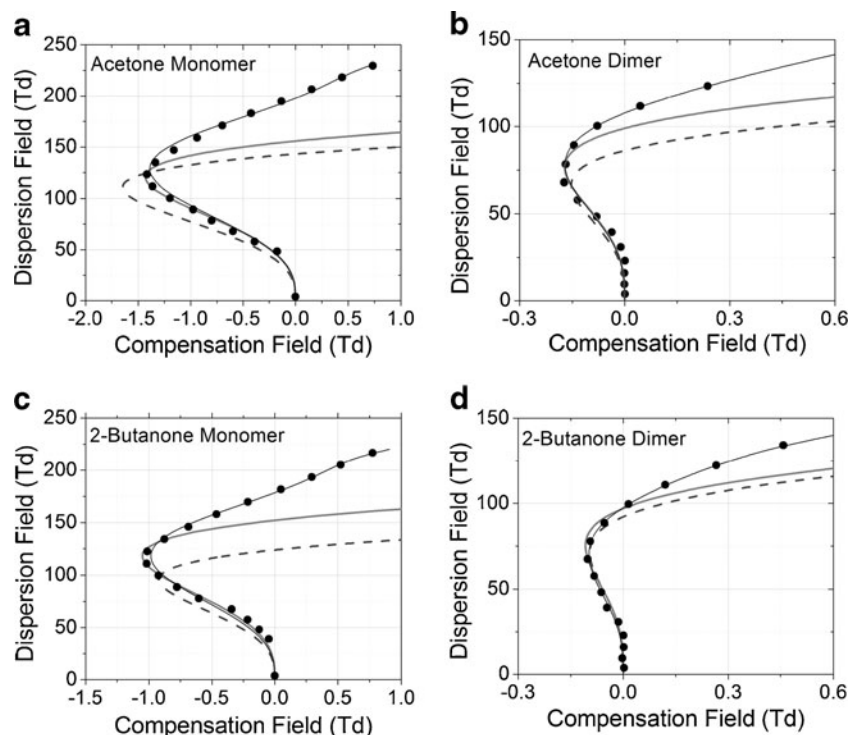 a
Acetone Monomer
250
200
150
100
50
0
-2.0 -1.5 -1.0 -0.5 0.0 0.5 1.0
Dispersion Field (Td)
Compensation Field (Td)
b
Acetone Dimer
150
100
50
0
-0.3 0.0 0.3 0.6
Dispersion Field (Td)
Compensation Field (Td)
c
2-Butanone Monomer
250
200
150
100
50
0
-1.5 -1.0 -0.5 0.0 0.5 1.0
Dispersion Field (Td)
Compensation Field (Td)
d
2-Butanone Dimer
150
100
50
0
-0.3 0.0 0.3 0.6
Dispersion Field (Td)
Compensation Field (Td)